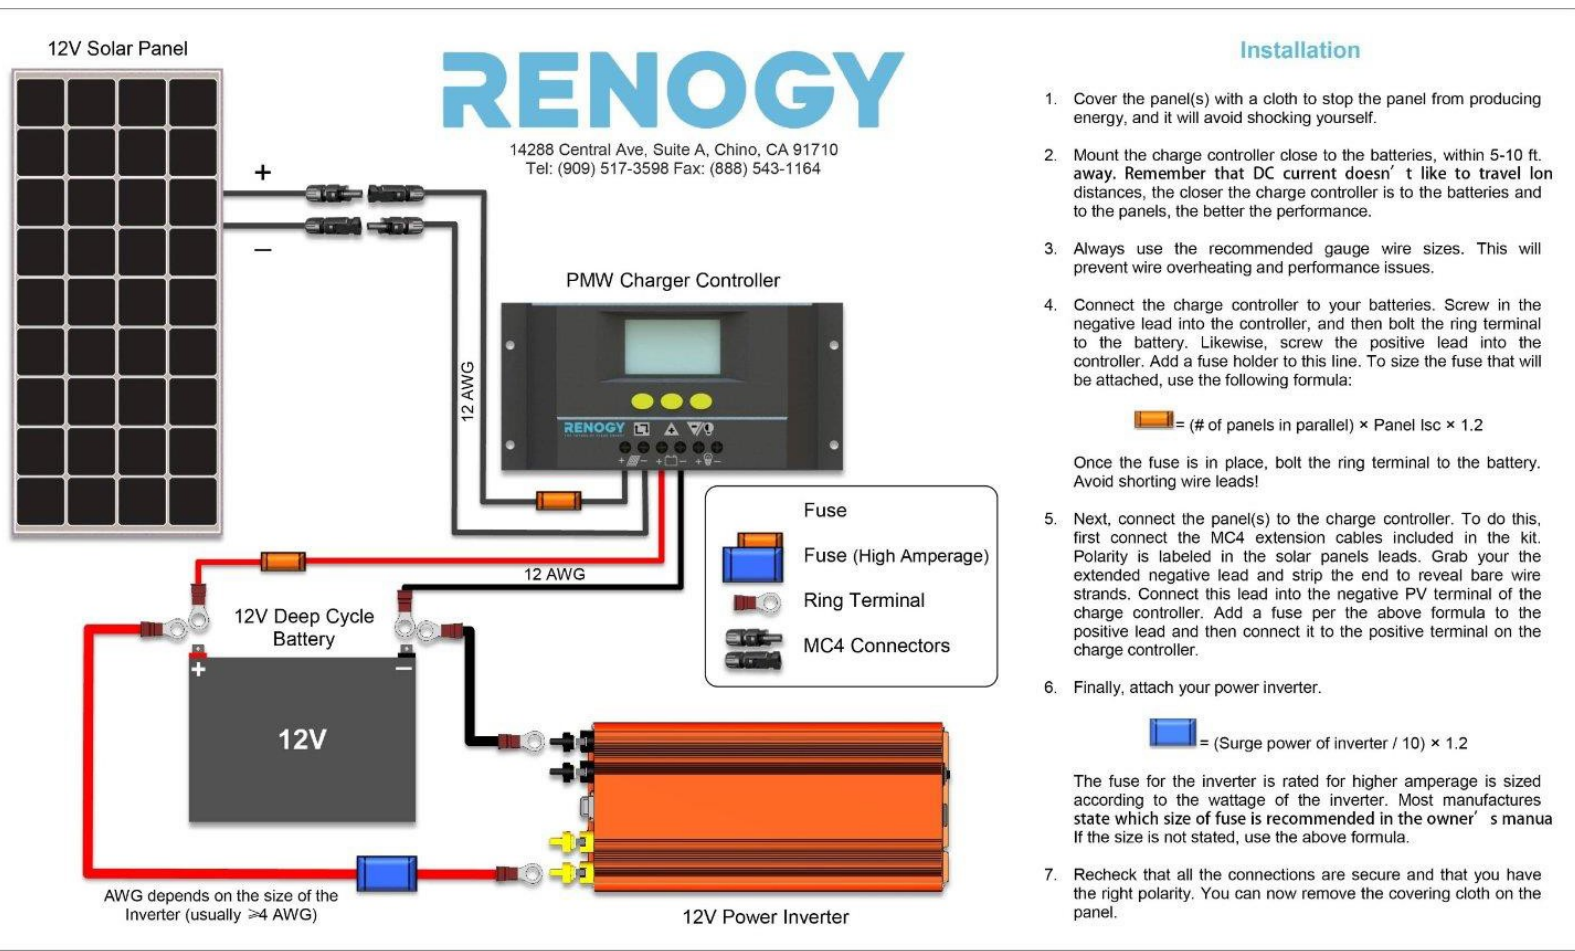 12V Solar Panel
RENOGY
14288 Central Ave, Suite A, Chino, CA 91710
Tel: (909) 517-3598 Fax: (888) 543-1164
+
–
PMW Charger Controller
12 AWG
RENOGY
+ – + – + –
12 AWG
12V Deep Cycle
Battery
+ –
12V
AWG depends on the size of the
Inverter (usually ≥4 AWG)
12V Power Inverter
Fuse
Fuse (High Amperage)
Ring Terminal
MC4 Connectors
Installation
1. Cover the panel(s) with a cloth to stop the panel from producing
energy, and it will avoid shocking yourself.
2. Mount the charge controller close to the batteries, within 5-10 ft.
away. Remember that DC current doesn’t like to travel lon
distances, the closer the charge controller is to the batteries and
to the panels, the better the performance.
3. Always use the recommended gauge wire sizes. This will
prevent wire overheating and performance issues.
4. Connect the charge controller to your batteries. Screw in the
negative lead into the controller, and then bolt the ring terminal
to the battery. Likewise, screw the positive lead into the
controller. Add a fuse holder to this line. To size the fuse that will
be attached, use the following formula:
= (# of panels in parallel) × Panel Isc × 1.2
Once the fuse is in place, bolt the ring terminal to the battery.
Avoid shorting wire leads!
5. Next, connect the panel(s) to the charge controller. To do this,
first connect the MC4 extension cables included in the kit.
Polarity is labeled in the solar panels leads. Grab your the
extended negative lead and strip the end to reveal bare wire
strands. Connect this lead into the negative PV terminal of the
charge controller. Add a fuse per the above formula to the
positive lead and then connect it to the positive terminal on the
charge controller.
6. Finally, attach your power inverter.
= (Surge power of inverter / 10) × 1.2
The fuse for the inverter is rated for higher amperage is sized
according to the wattage of the inverter. Most manufactures
state which size of fuse is recommended in the owner’s manua
If the size is not stated, use the above formula.
7. Recheck that all the connections are secure and that you have
the right polarity. You can now remove the covering cloth on the
panel.